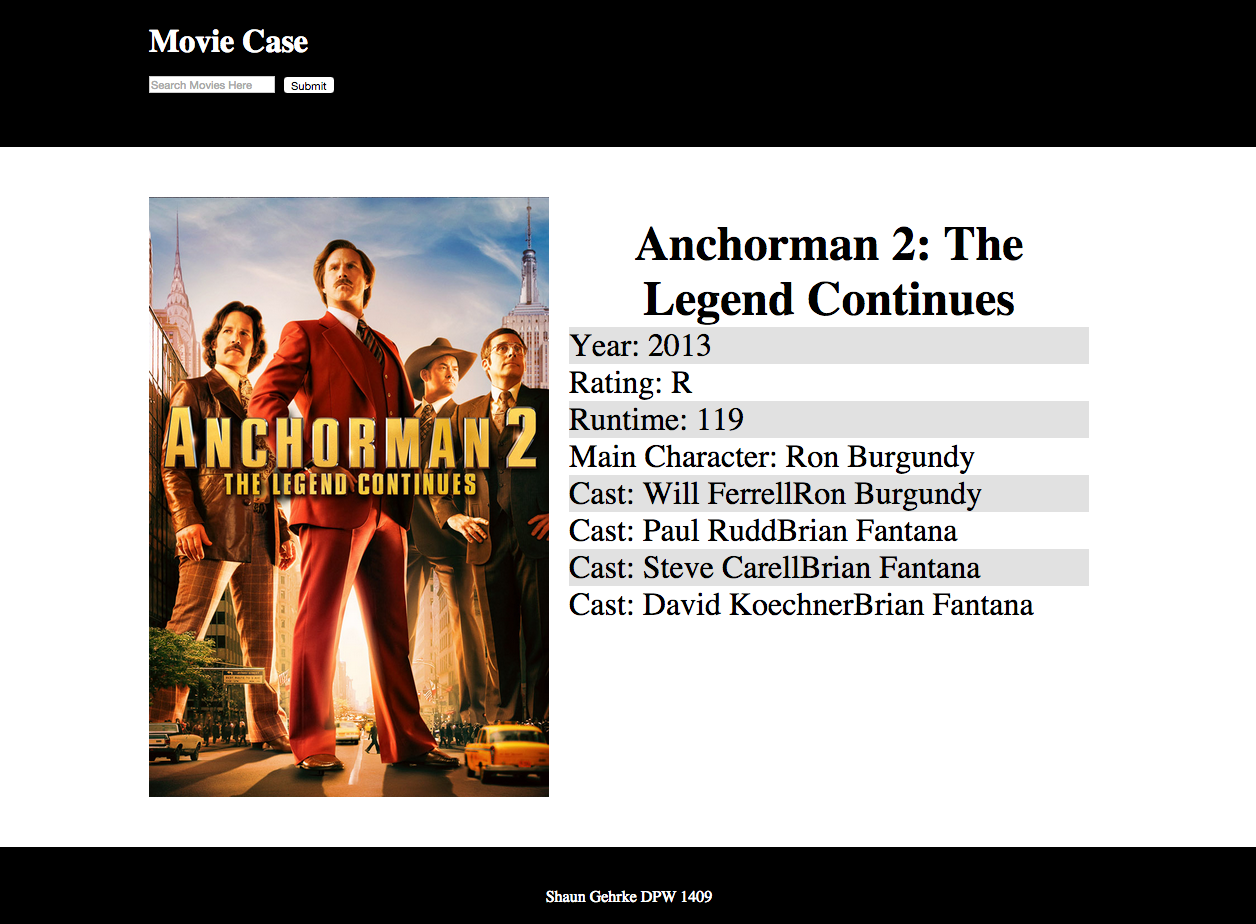 Movie Case
Search Movies Here Submit
ANCHORMAN 2
THE LEGEND CONTINUES
Anchorman 2: The
Legend Continues
Year: 2013
Rating: R
Runtime: 119
Main Character: Ron Burgundy
Cast: Will FerrellRon Burgundy
Cast: Paul RuddBrian Fantana
Cast: Steve CarellBrian Fantana
Cast: David KoechnerBrian Fantana
Shaun Gehrke DPW 1409